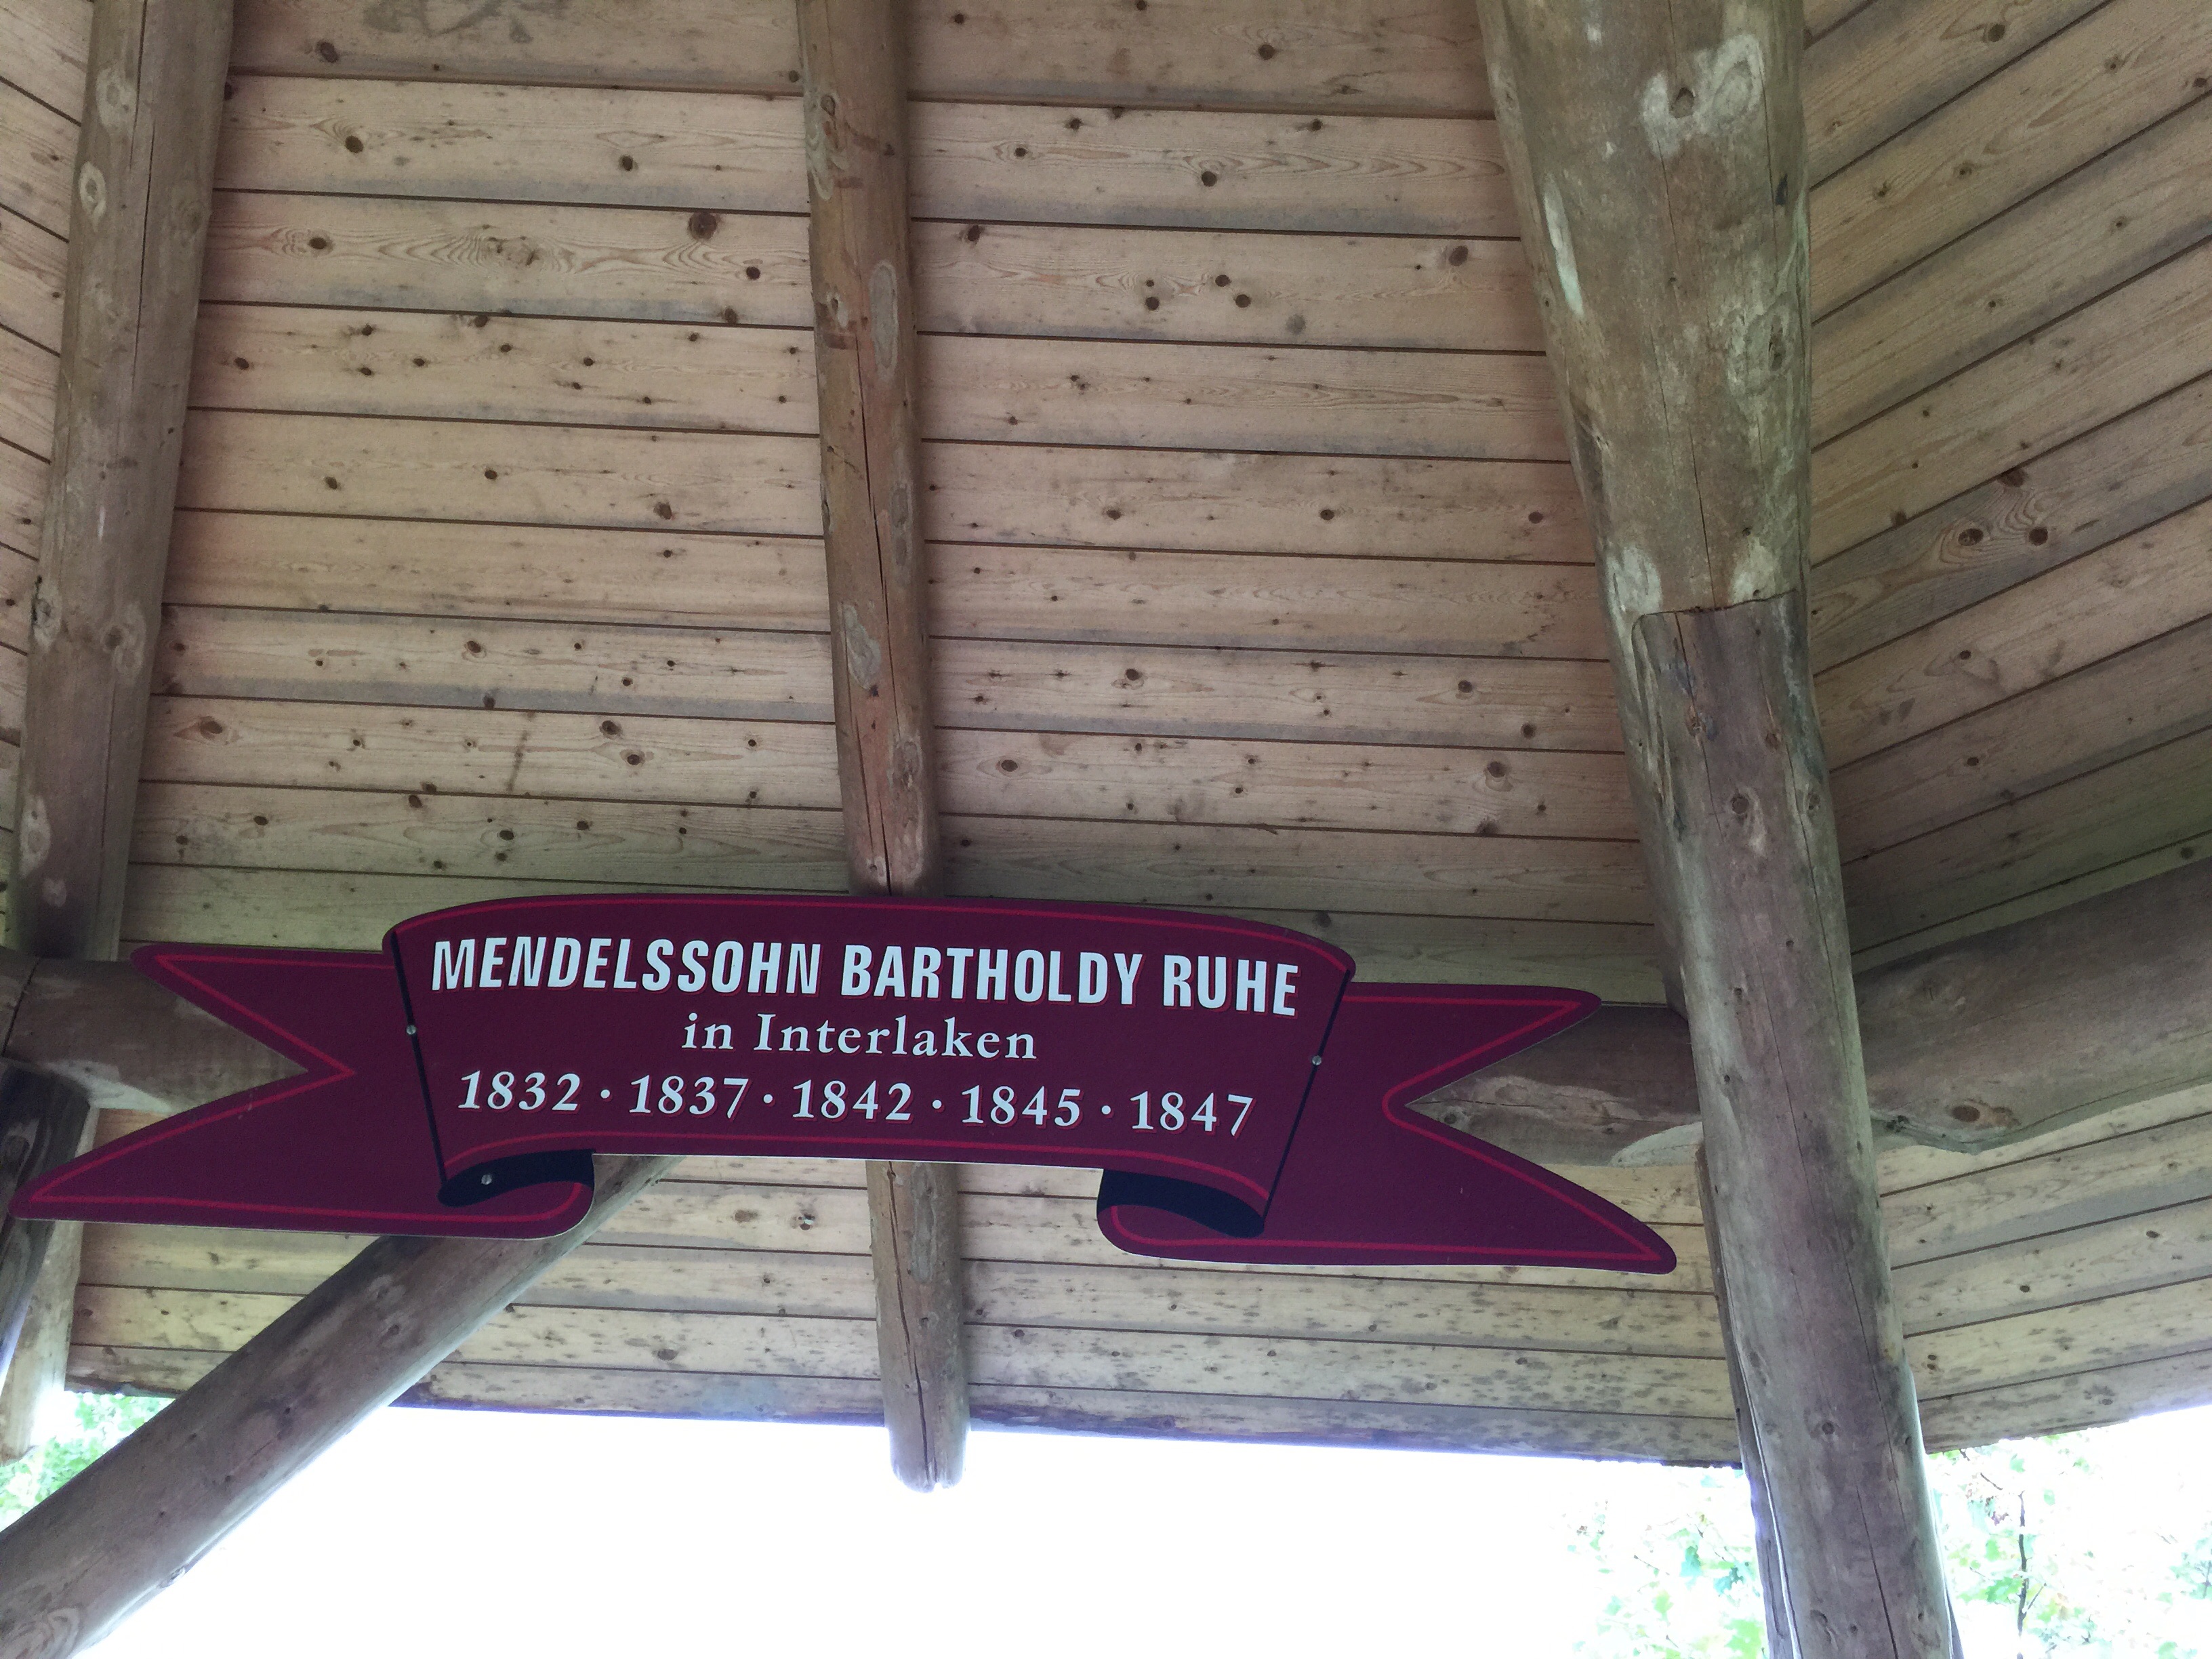 MENDELSSOHN BARTHOLDY RUHE
in Interlaken
1832 · 1837 · 1842 · 1845 · 1847